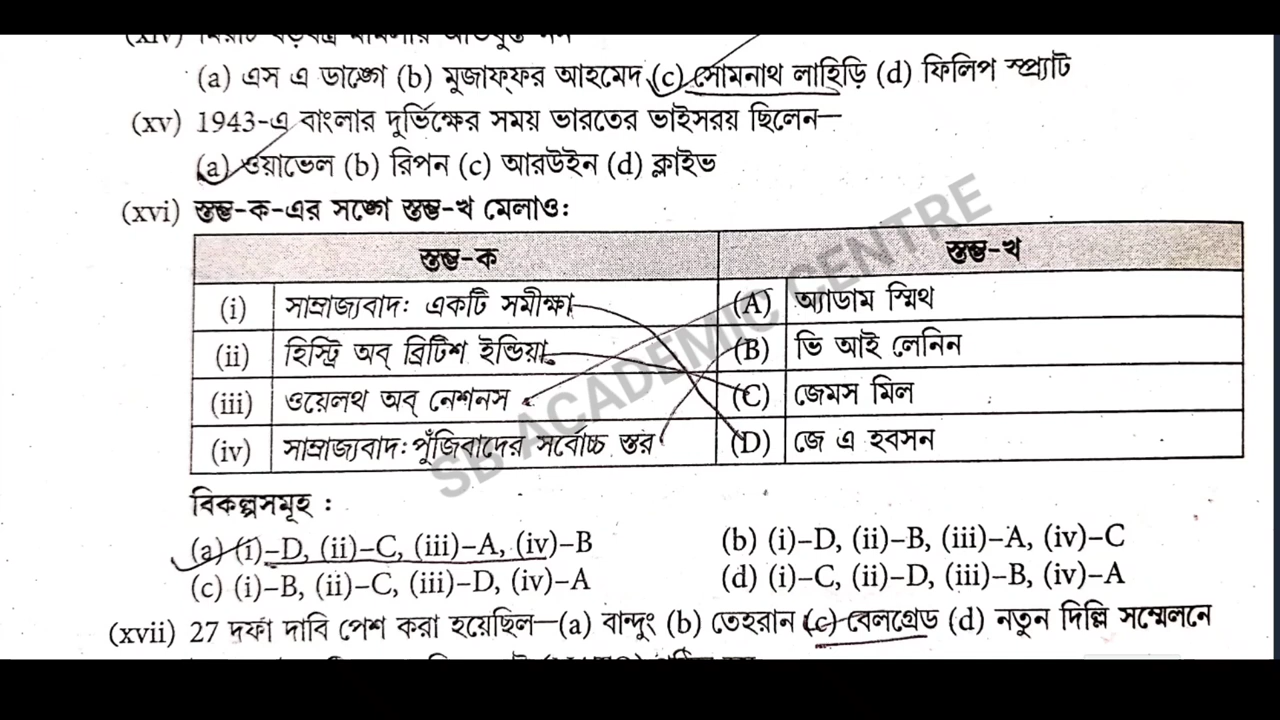 (a) এস এ ডাঙ্গে (b) মুজাফ্ফর আহমেদ (c) সোমনাথ লাহিড়ি (d) ফিলিপ স্প্র্যাট
(xv) 1943-এ বাংলার দুর্ভিক্ষের সময় ভারতের ভাইসরয় ছিলেন—
(a) ওয়াভেল (b) রিপন (c) আরউইন (d) ক্লাইভ
(xvi) স্তম্ভ-ক-এর সঙ্গে স্তম্ভ-খ মেলাও:
স্তম্ভ-ক স্তম্ভ-খ
(i) সাম্রাজ্যবাদ: একটি সমীক্ষা (A) অ্যাডাম স্মিথ
(ii) হিস্ট্রি অব্ ব্রিটিশ ইন্ডিয়া (B) ভি আই লেনিন
(iii) ওয়েলথ অব্ নেশনস (C) জেমস মিল
(iv) সাম্রাজ্যবাদ: পুঁজিবাদের সর্বোচ্চ স্তর (D) জে এ হবসন
SB ACADEMIC CENTRE
বিকল্পসমূহ :
(a) (i)–D, (ii)–C, (iii)–A, (iv)–B (b) (i)–D, (ii)–B, (iii)–A, (iv)–C
(c) (i)–B, (ii)–C, (iii)–D, (iv)–A (d) (i)–C, (ii)–D, (iii)–B, (iv)–A
(xvii) 27 দফা দাবি পেশ করা হয়েছিল—(a) বান্দুং (b) তেহরান (c) বেলগ্রেড (d) নতুন দিল্লি সম্মেলনে